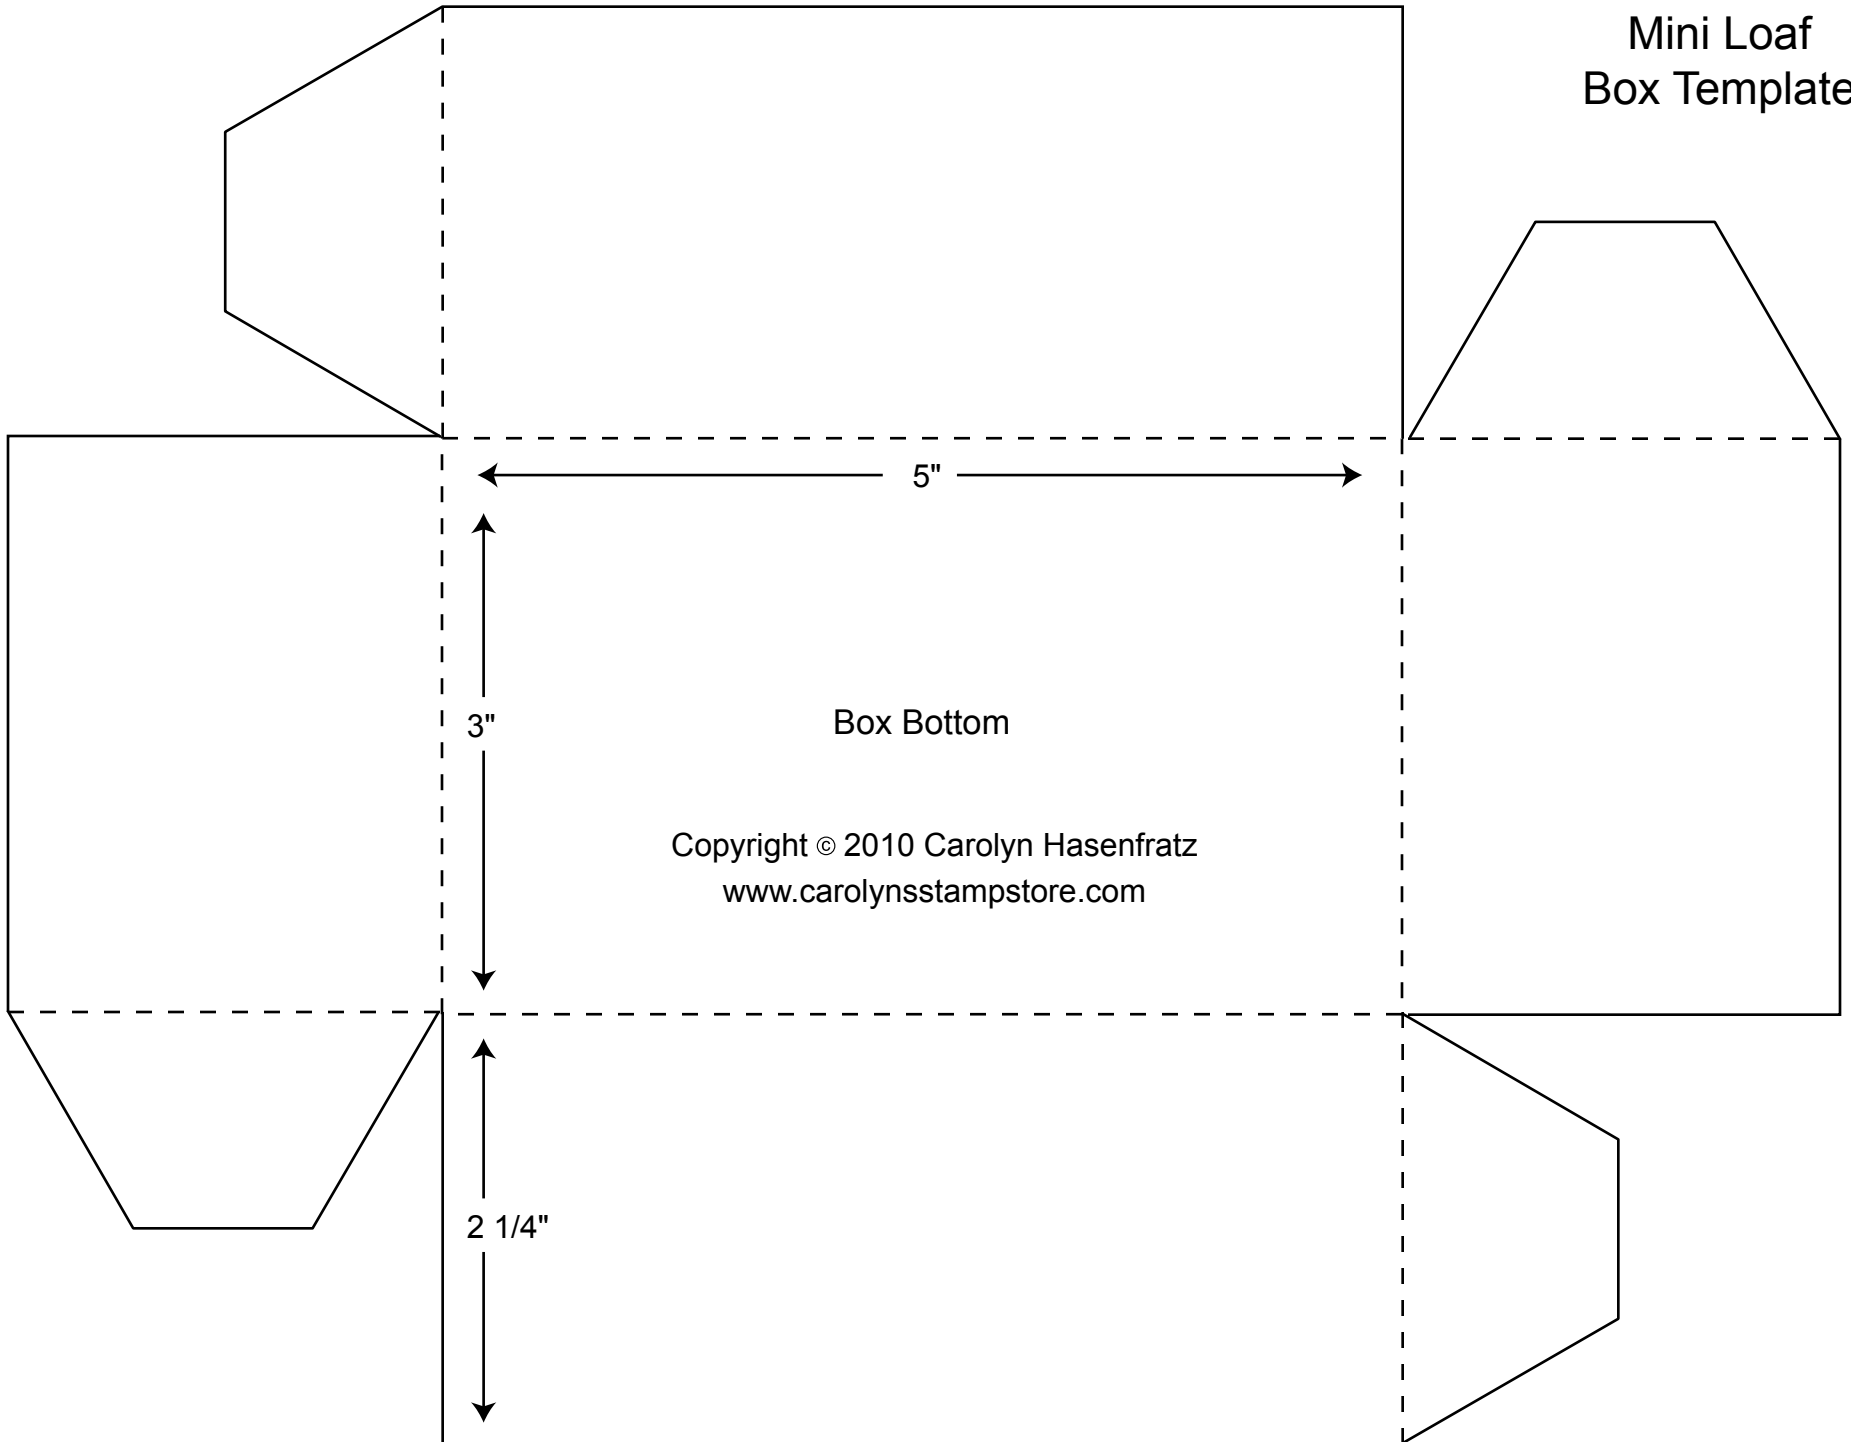 Mini Loaf
Box Template
5"
3"
Box Bottom
Copyright © 2010 Carolyn Hasenfratz
www.carolynsstampstore.com
2 1/4"